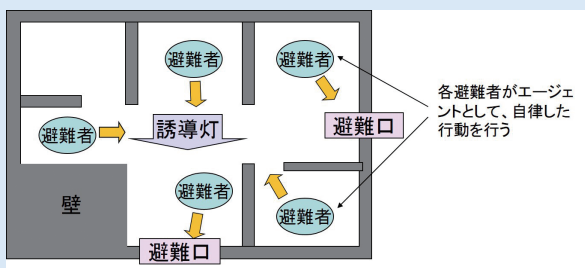 避難者
避難者
各避難者がエージェ
ントとして、自律した
行動を行う
避難者
誘導灯
避難口
避難者
壁
避難者
避難口